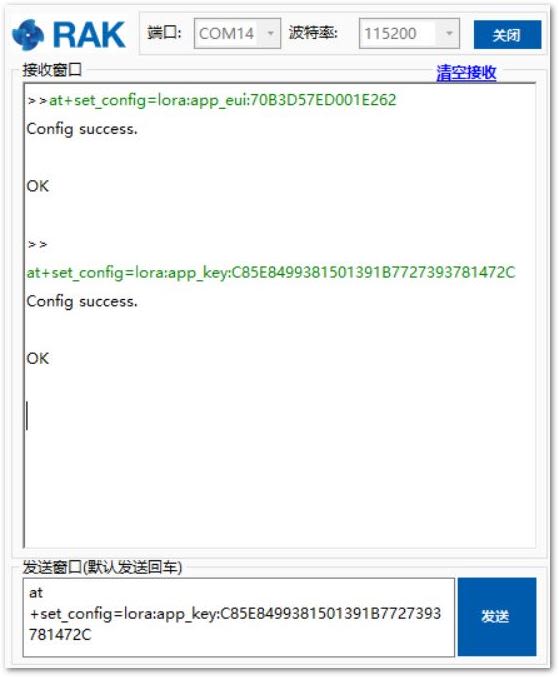 RAK 端口: COM14 波特率: 115200 关闭
接收窗口 清空接收
>>at+set_config=lora:app_eui:70B3D57ED001E262
Config success.
OK
>>
at+set_config=lora:app_key:C85E8499381501391B7727393781472C
Config success.
OK
发送窗口(默认发送回车)
at
+set_config=lora:app_key:C85E8499381501391B7727393
781472C
发送